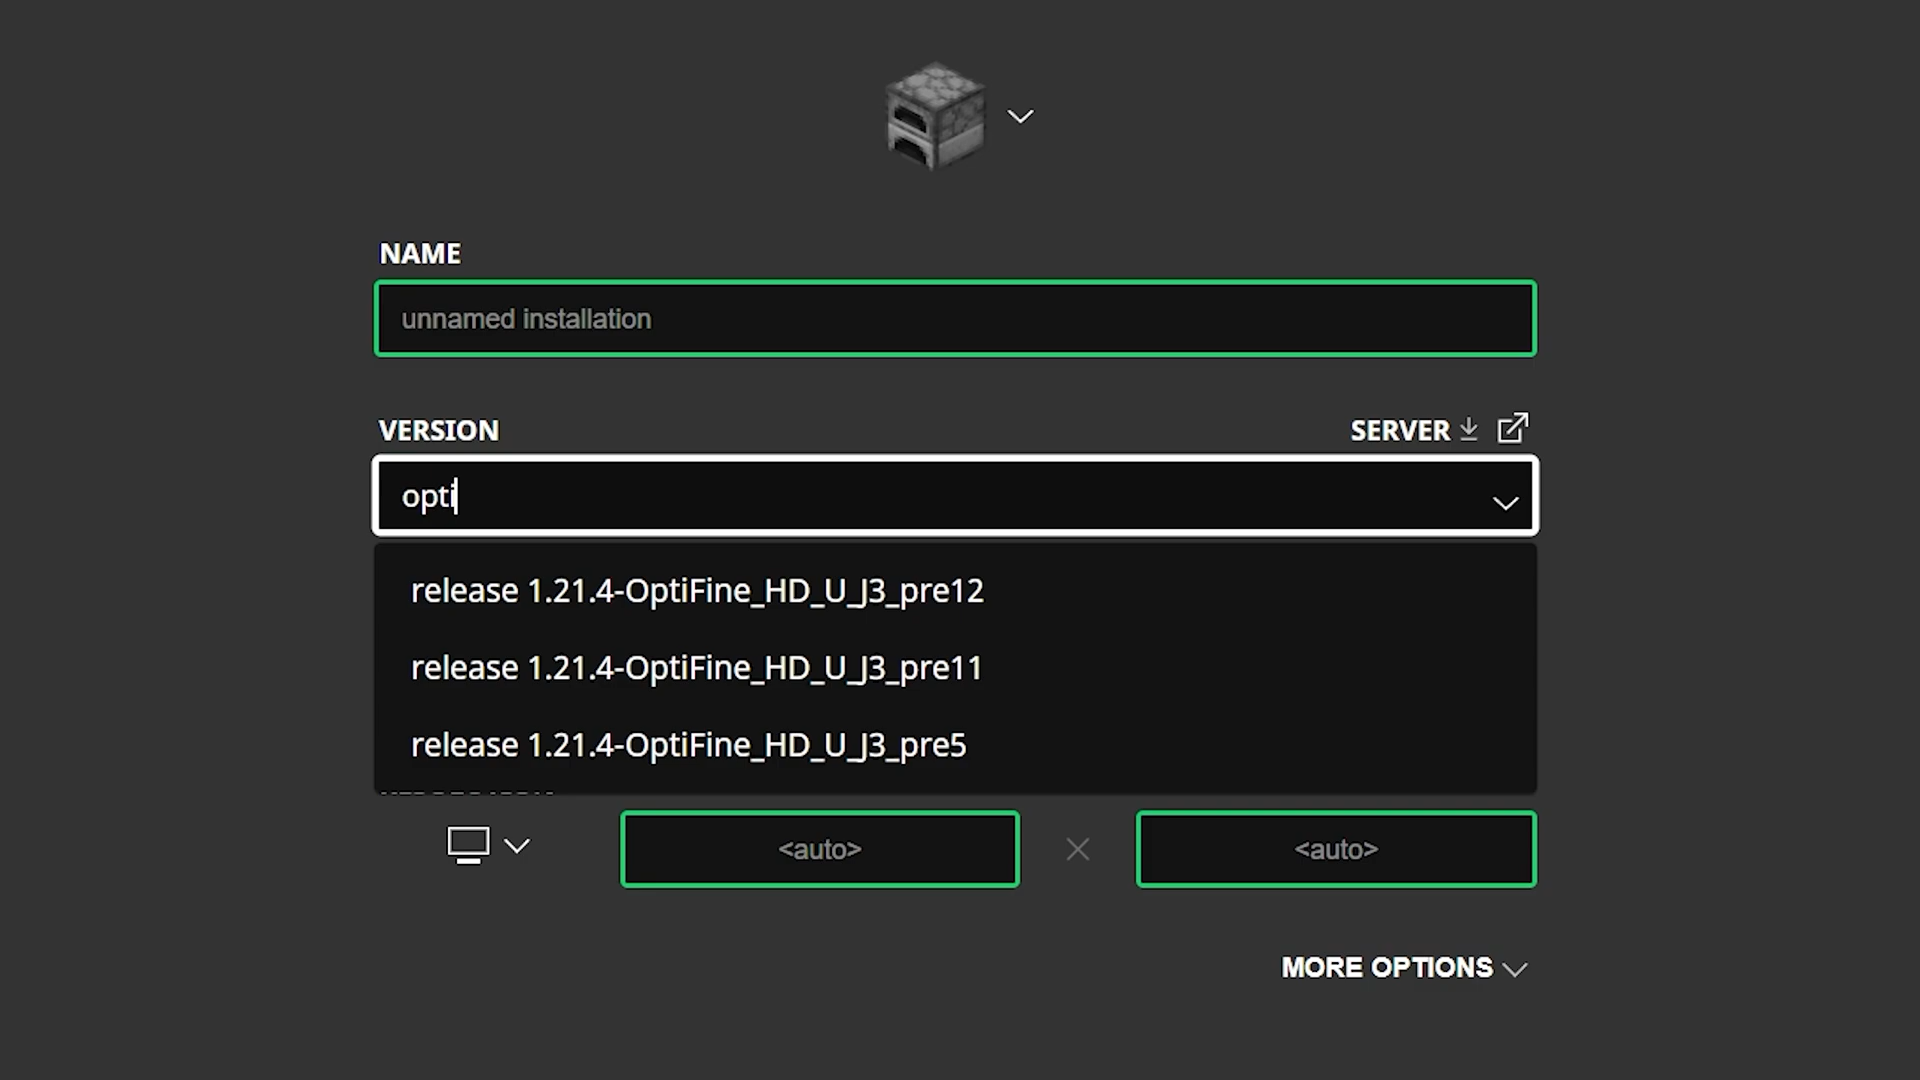 NAME
unnamed installation
VERSION
SERVER
opti
release 1.21.4-OptiFine_HD_U_J3_pre12
release 1.21.4-OptiFine_HD_U_J3_pre11
release 1.21.4-OptiFine_HD_U_J3_pre5
<auto>
<auto>
MORE OPTIONS